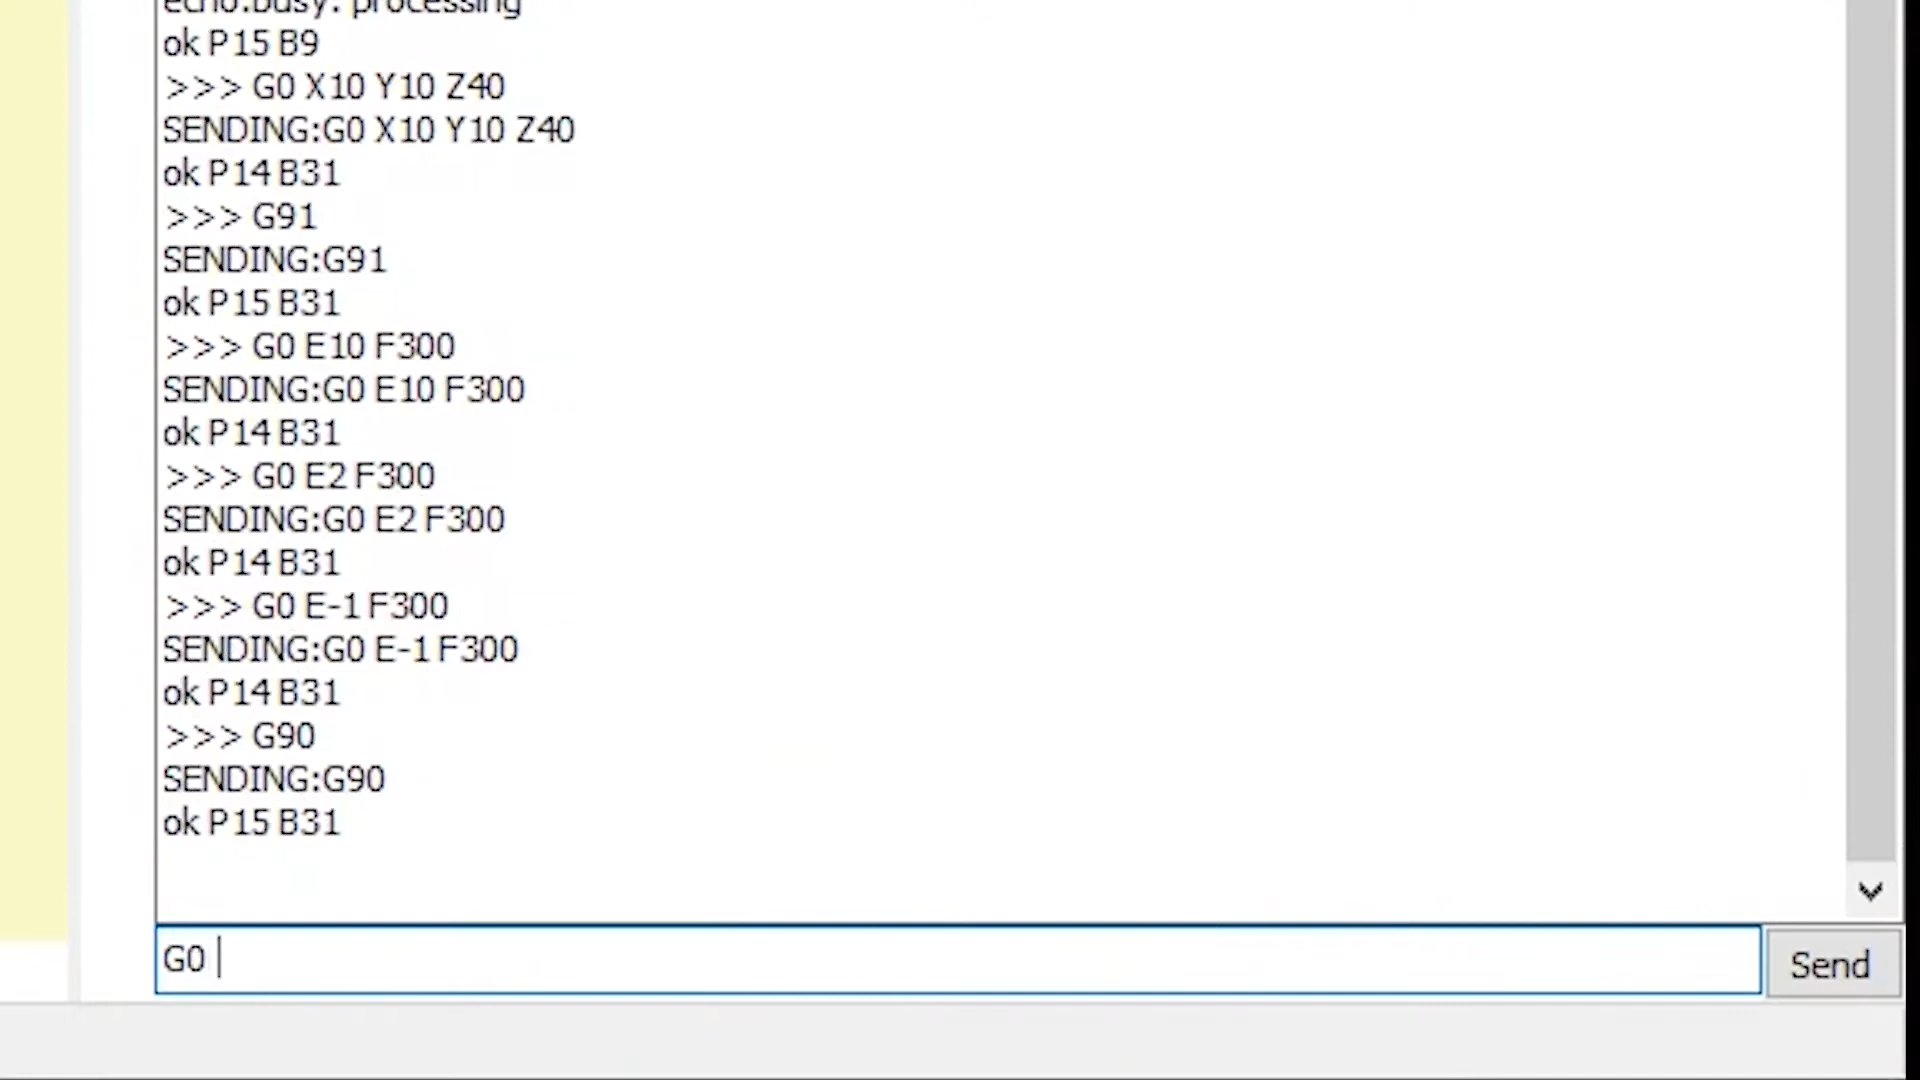 echo:busy: processing
ok P15 B9
>>> G0 X10 Y10 Z40
SENDING:G0 X10 Y10 Z40
ok P14 B31
>>> G91
SENDING:G91
ok P15 B31
>>> G0 E10 F300
SENDING:G0 E10 F300
ok P14 B31
>>> G0 E2 F300
SENDING:G0 E2 F300
ok P14 B31
>>> G0 E-1 F300
SENDING:G0 E-1 F300
ok P14 B31
>>> G90
SENDING:G90
ok P15 B31
G0
Send